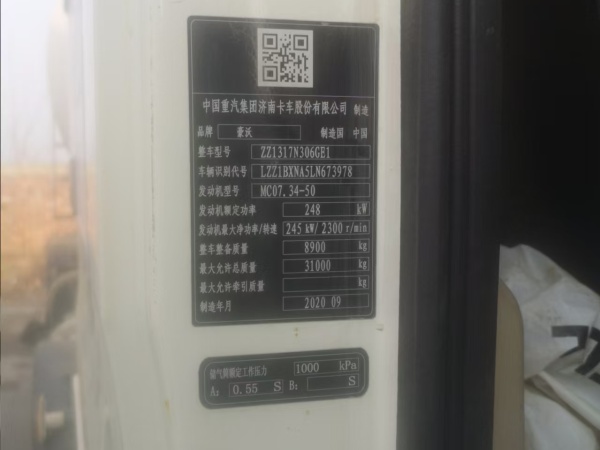 中国重汽集团济南卡车股份有限公司 制造
品牌 豪沃 制造国 中国
整车型号 ZZ1317N306GE1
车辆识别代号 LZZ1BXNA5LN673978
发动机型号 MC07.34-50
发动机额定功率 248 kW
发动机最大净功率/转速 245 kW/ 2300 r/min
整车整备质量 8900 kg
最大允许总质量 31000 kg
最大允许牵引质量 kg
制造年月 2020 09
储气筒额定工作压力 1000 kPa
A: 0.55 S B: S